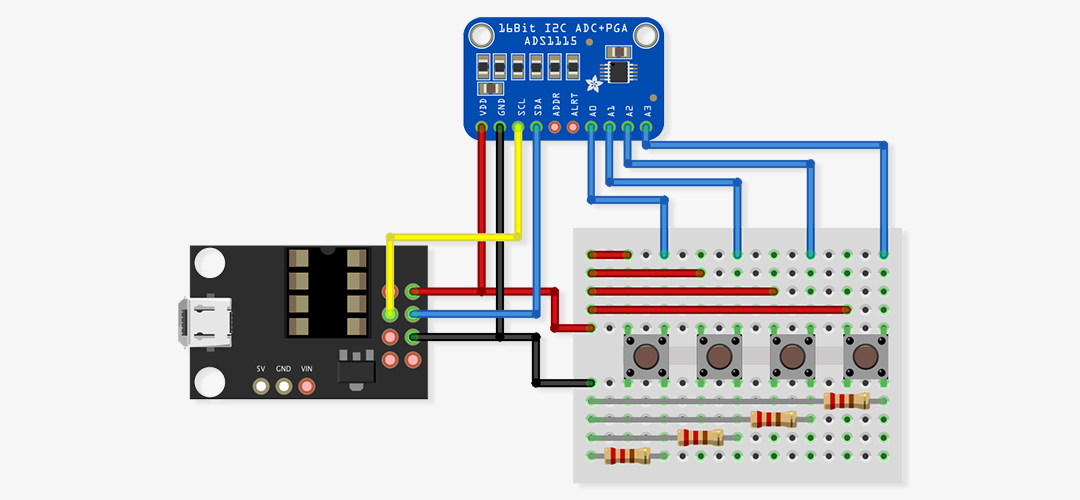 16Bit I2C ADC+PGA
ADS1115
VDD GND SCL SDA ADDR ALRT A0 A1 A2 A3
5V GND VIN